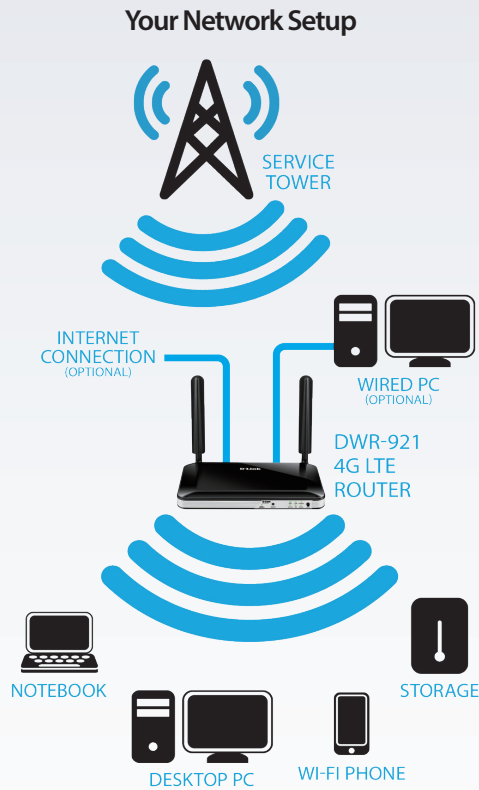 Your Network Setup
SERVICE
TOWER
INTERNET
CONNECTION
(OPTIONAL)
WIRED PC
(OPTIONAL)
D-Link
DWR-921
4G LTE
ROUTER
NOTEBOOK
STORAGE
DESKTOP PC
WI-FI PHONE